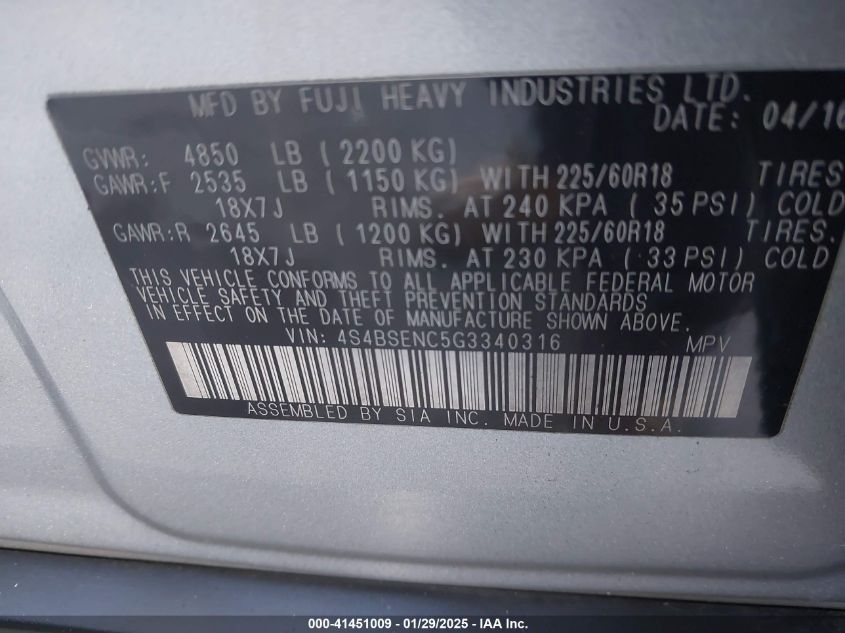 MFD BY FUJI HEAVY INDUSTRIES LTD.
DATE: 04/16
GVWR: 4850 LB ( 2200 KG)
GAWR:F 2535 LB ( 1150 KG) WITH 225/60R18 TIRES
18X7J RIMS. AT 240 KPA ( 35 PSI) COLD
GAWR:R 2645 LB ( 1200 KG) WITH 225/60R18 TIRES.
18X7J RIMS. AT 230 KPA ( 33 PSI) COLD
THIS VEHICLE CONFORMS TO ALL APPLICABLE FEDERAL MOTOR
VEHICLE SAFETY AND THEFT PREVENTION STANDARDS
IN EFFECT ON THE DATE OF MANUFACTURE SHOWN ABOVE.
VIN: 4S4BSENC5G3340316 MPV
ASSEMBLED BY SIA INC. MADE IN U.S.A.
000-41451009 - 01/29/2025 - IAAI, Inc.